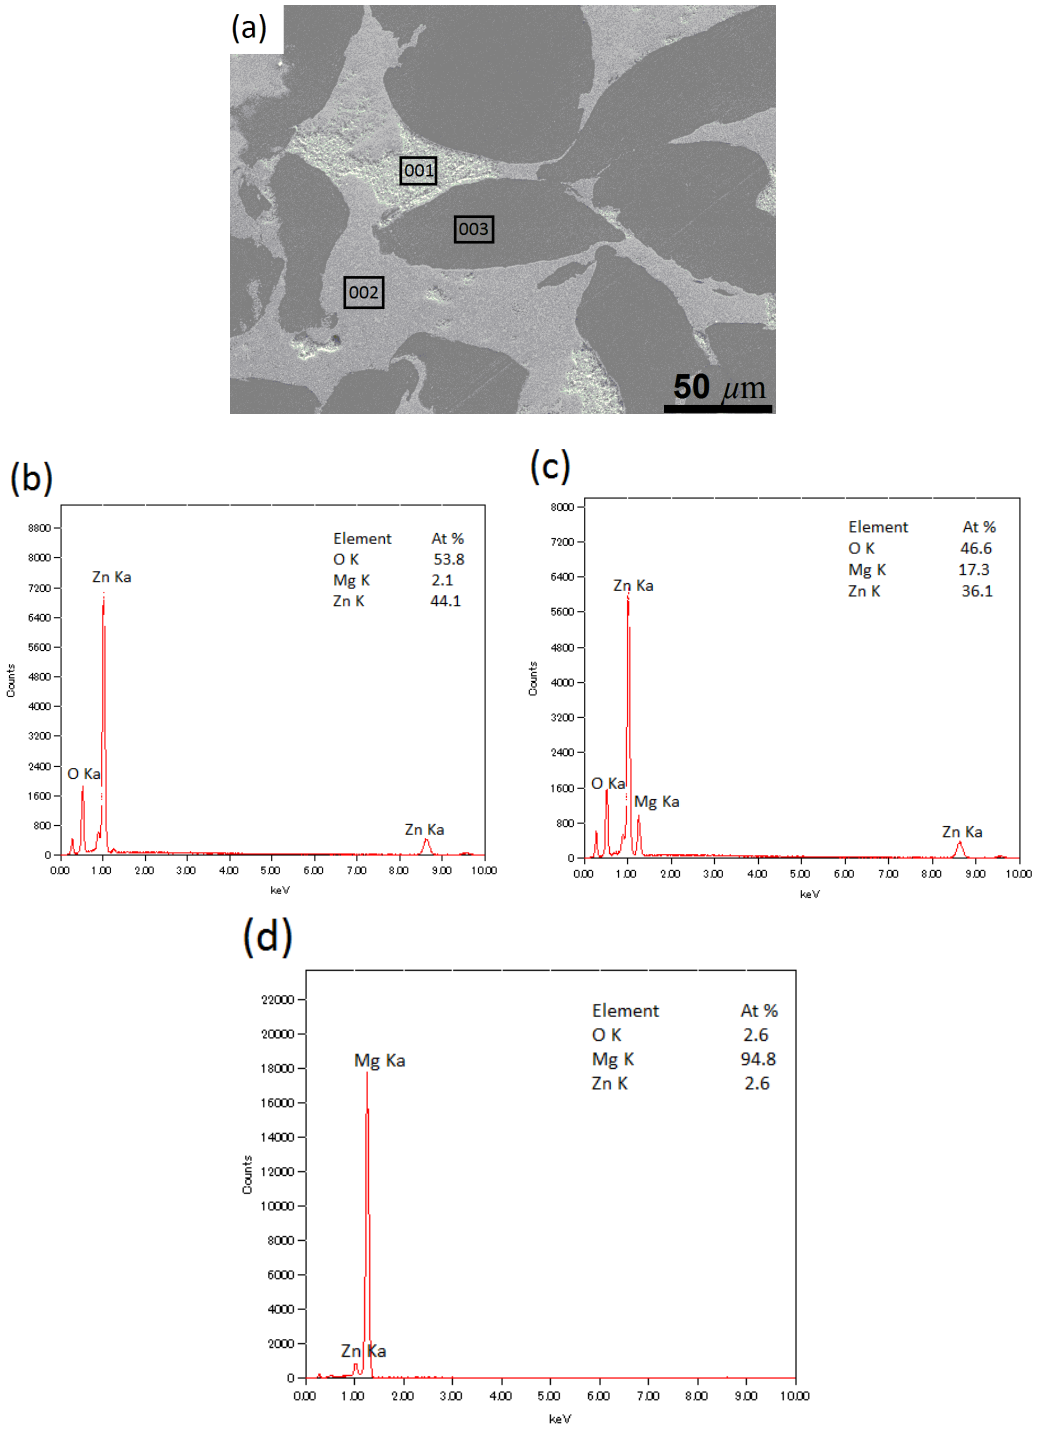 (a)
001
003
002
50 μm
(b)
Element At %
O K 53.8
Mg K 2.1
Zn K 44.1
8800
8000
7200
6400
5600
4800
4000
3200
2400
1600
800
0
Counts
Zn Ka
O Ka
Zn Ka
0.00 1.00 2.00 3.00 4.00 5.00 6.00 7.00 8.00 9.00 10.00
keV
(c)
Element At %
O K 46.6
Mg K 17.3
Zn K 36.1
8000
7200
6400
5600
4800
4000
3200
2400
1600
800
0
Counts
Zn Ka
O Ka
Mg Ka
Zn Ka
0.00 1.00 2.00 3.00 4.00 5.00 6.00 7.00 8.00 9.00 10.00
keV
(d)
Element At %
O K 2.6
Mg K 94.8
Zn K 2.6
22000
20000
18000
16000
14000
12000
10000
8000
6000
4000
2000
0
Counts
Mg Ka
Zn Ka
0.00 1.00 2.00 3.00 4.00 5.00 6.00 7.00 8.00 9.00 10.00
keV